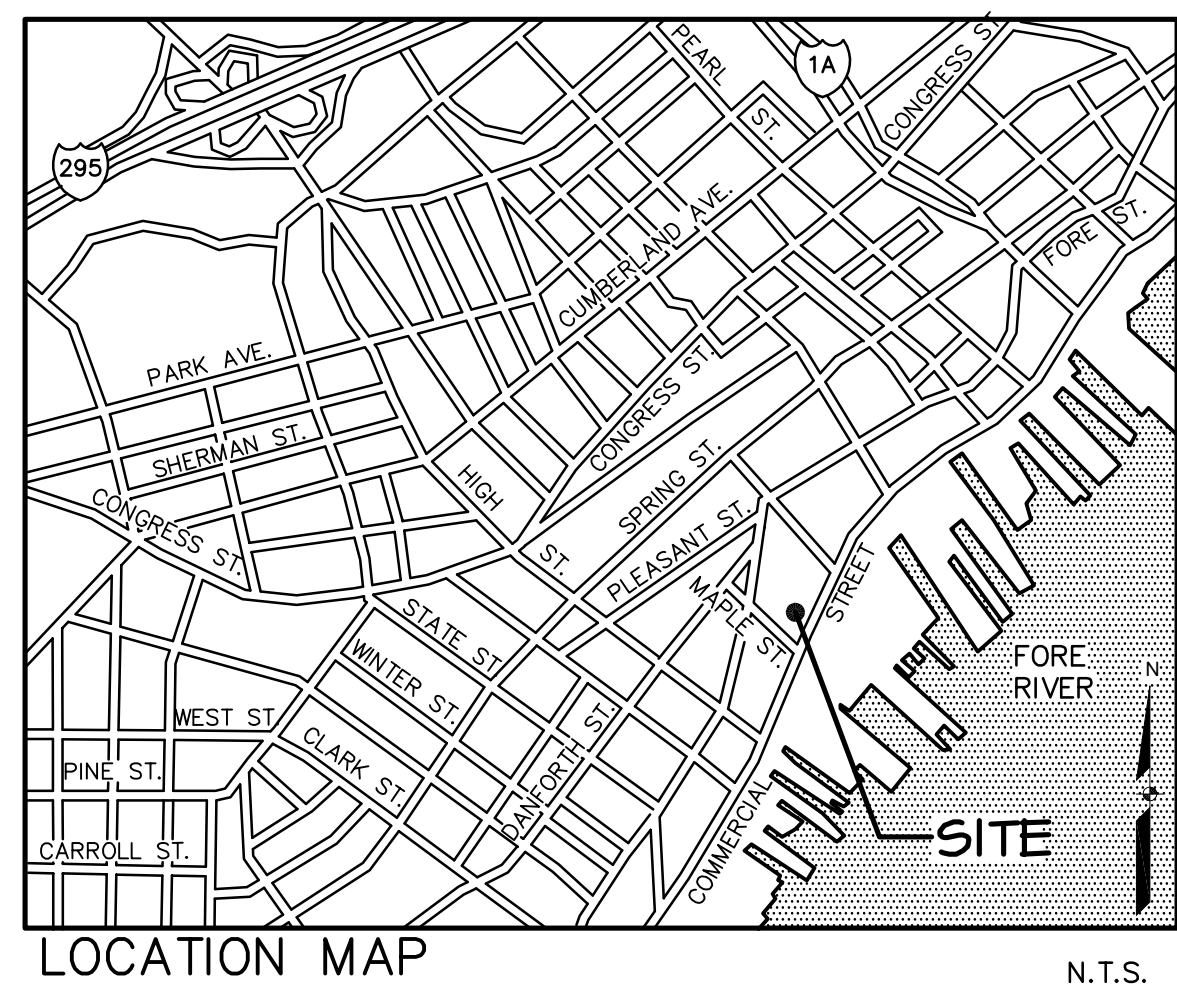 CONGRESS ST.
PEARL
ST.
1A
295
CUMBERLAND AVE.
FORE ST.
PARK AVE.
SHERMAN ST.
CONGRESS ST.
CONGRESS ST.
HIGH
ST.
SPRING ST.
PLEASANT ST.
MAPLE ST.
STATE ST.
WINTER ST.
WEST ST.
CLARK ST.
PINE ST.
DANFORTH ST.
CARROLL ST.
COMMERCIAL
STREET
FORE
RIVER
N
SITE
LOCATION MAP
N.T.S.